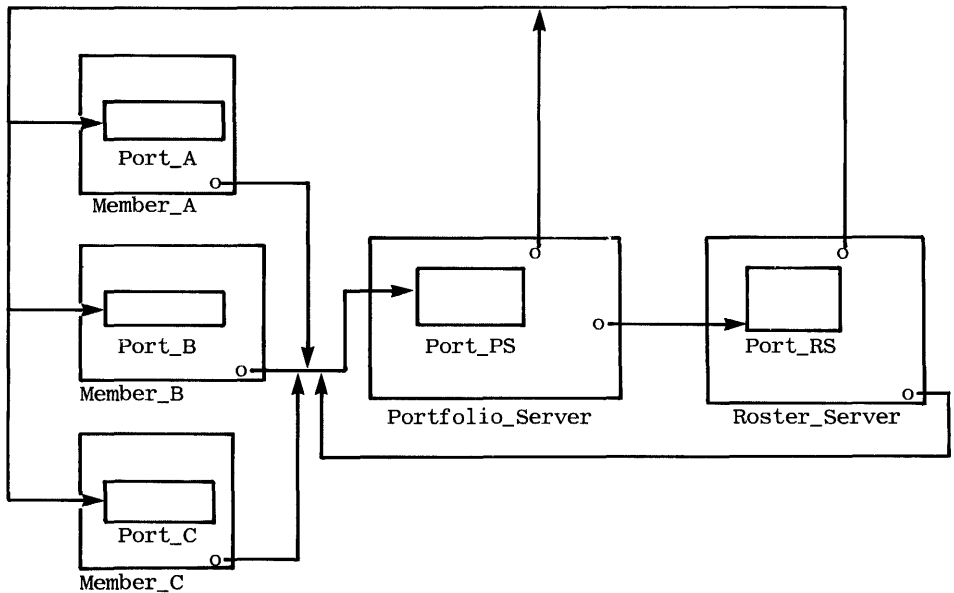 Port_A
Member_A
Port_B
Member_B
Port_PS
Port_RS
Portfolio_Server
Roster_Server
Port_C
Member_C